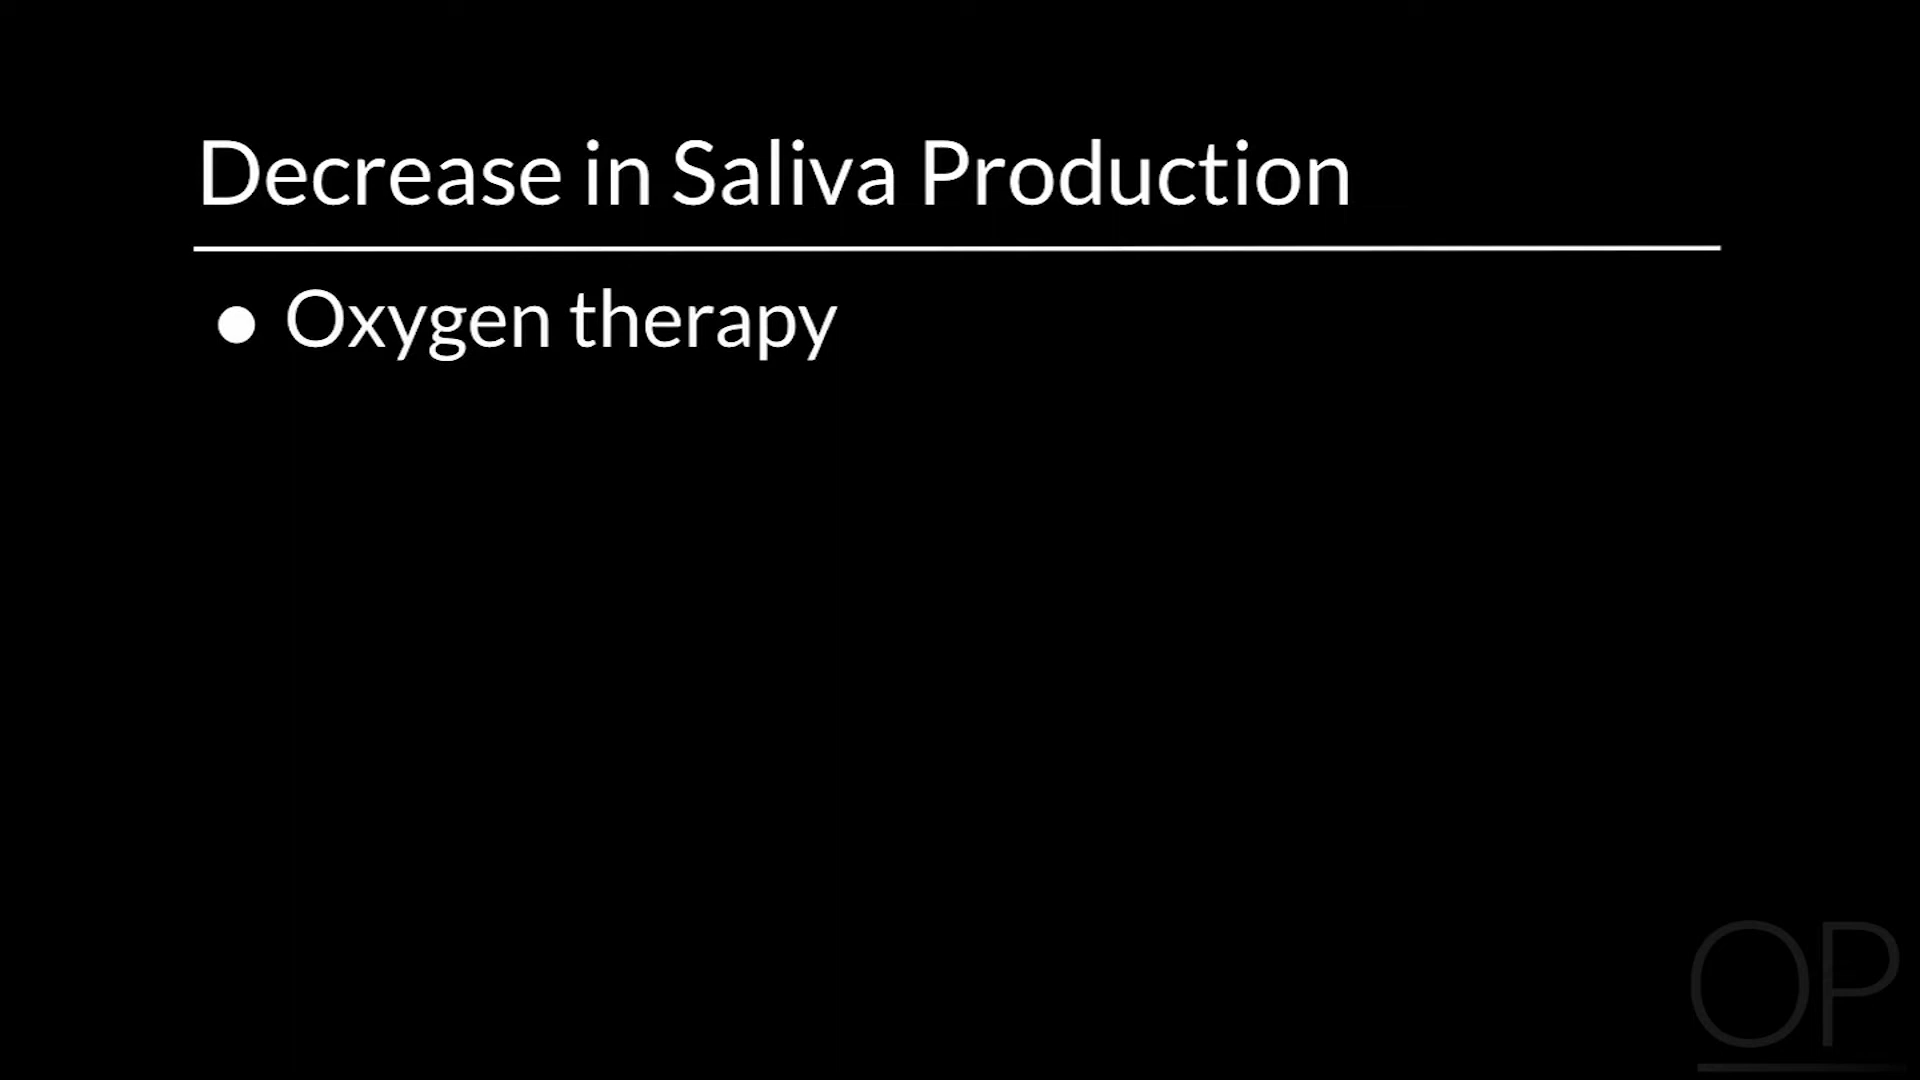 Decrease in Saliva Production
● Oxygen therapy
OP